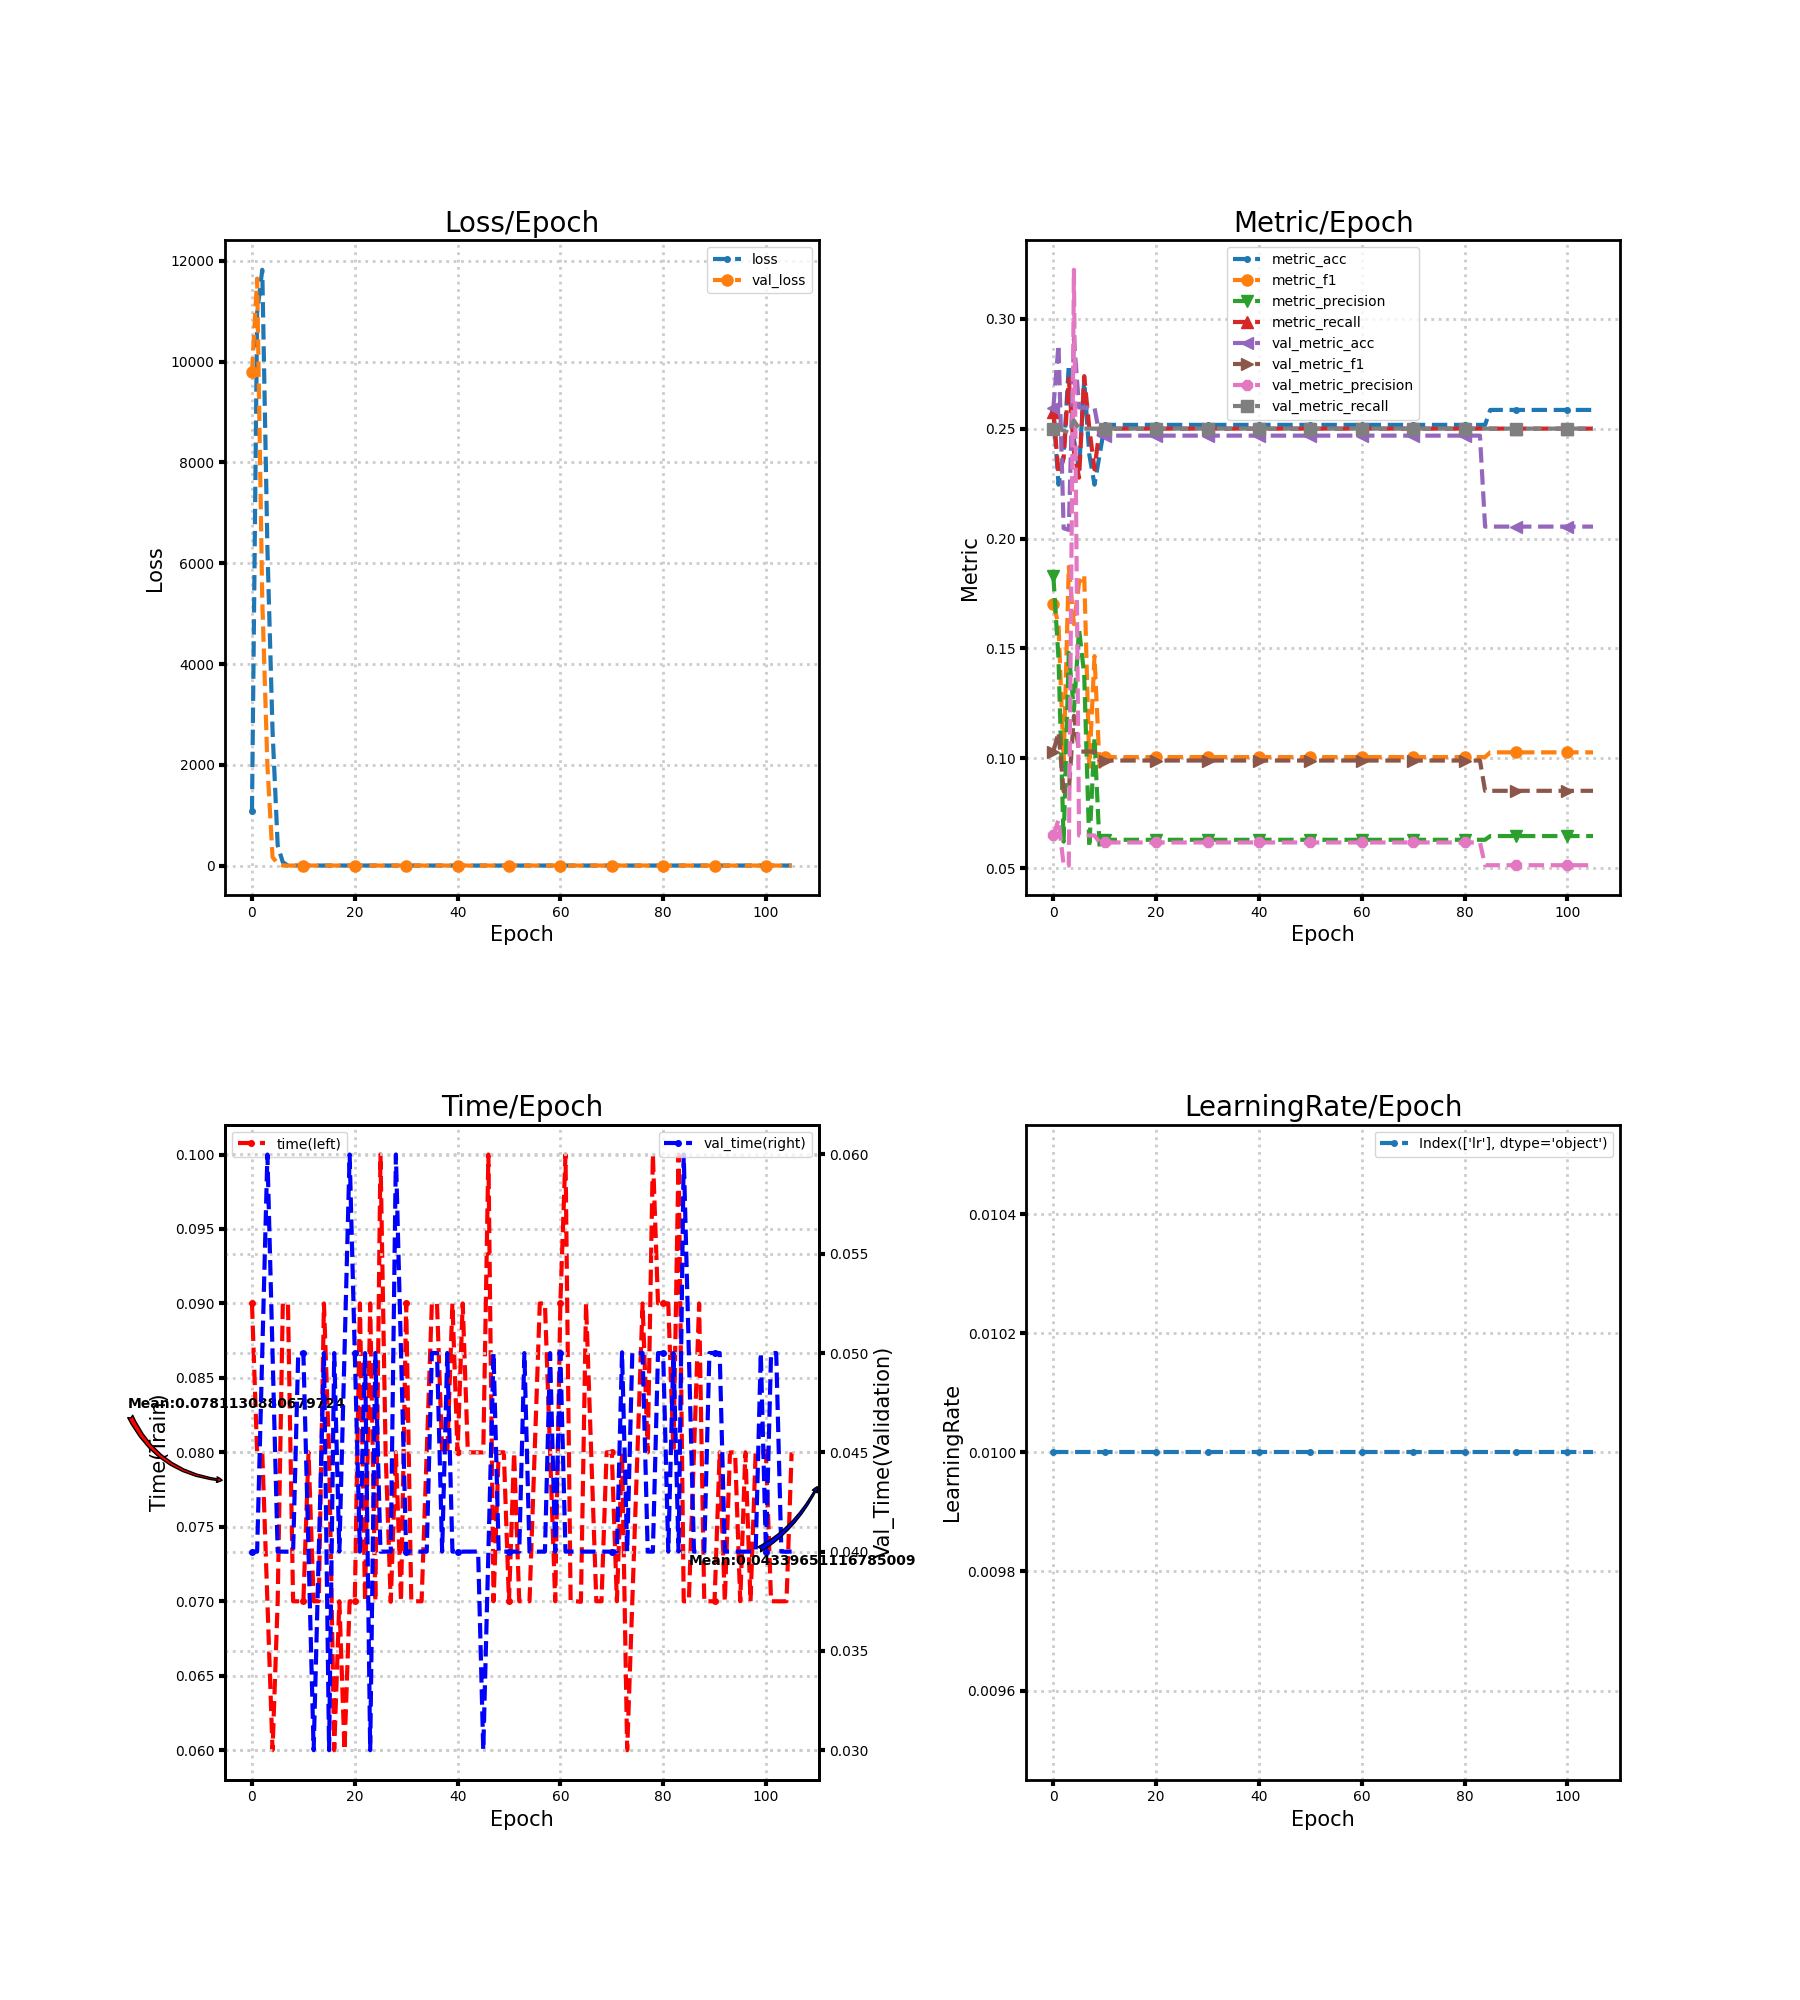 Loss/Epoch
12000
10000
8000
6000
4000
2000
0
Loss
loss
val_loss
0 20 40 60 80 100
Epoch
Metric/Epoch
0.30
0.25
0.20
0.15
0.10
0.05
Metric
metric_acc
metric_f1
metric_precision
metric_recall
val_metric_acc
val_metric_f1
val_metric_precision
val_metric_recall
0 20 40 60 80 100
Epoch
Time/Epoch
time(left)
val_time(right)
0.100
0.095
0.090
0.085
0.080
0.075
0.070
0.065
0.060
Time(Train)
Mean:0.0781130880679724
0.060
0.055
0.050
0.045
0.040
0.035
0.030
Val_Time(Validation)
Mean:0.04339651116785009
0 20 40 60 80 100
Epoch
LearningRate/Epoch
Index(['lr'], dtype='object')
0.0104
0.0102
0.0100
0.0098
0.0096
LearningRate
0 20 40 60 80 100
Epoch